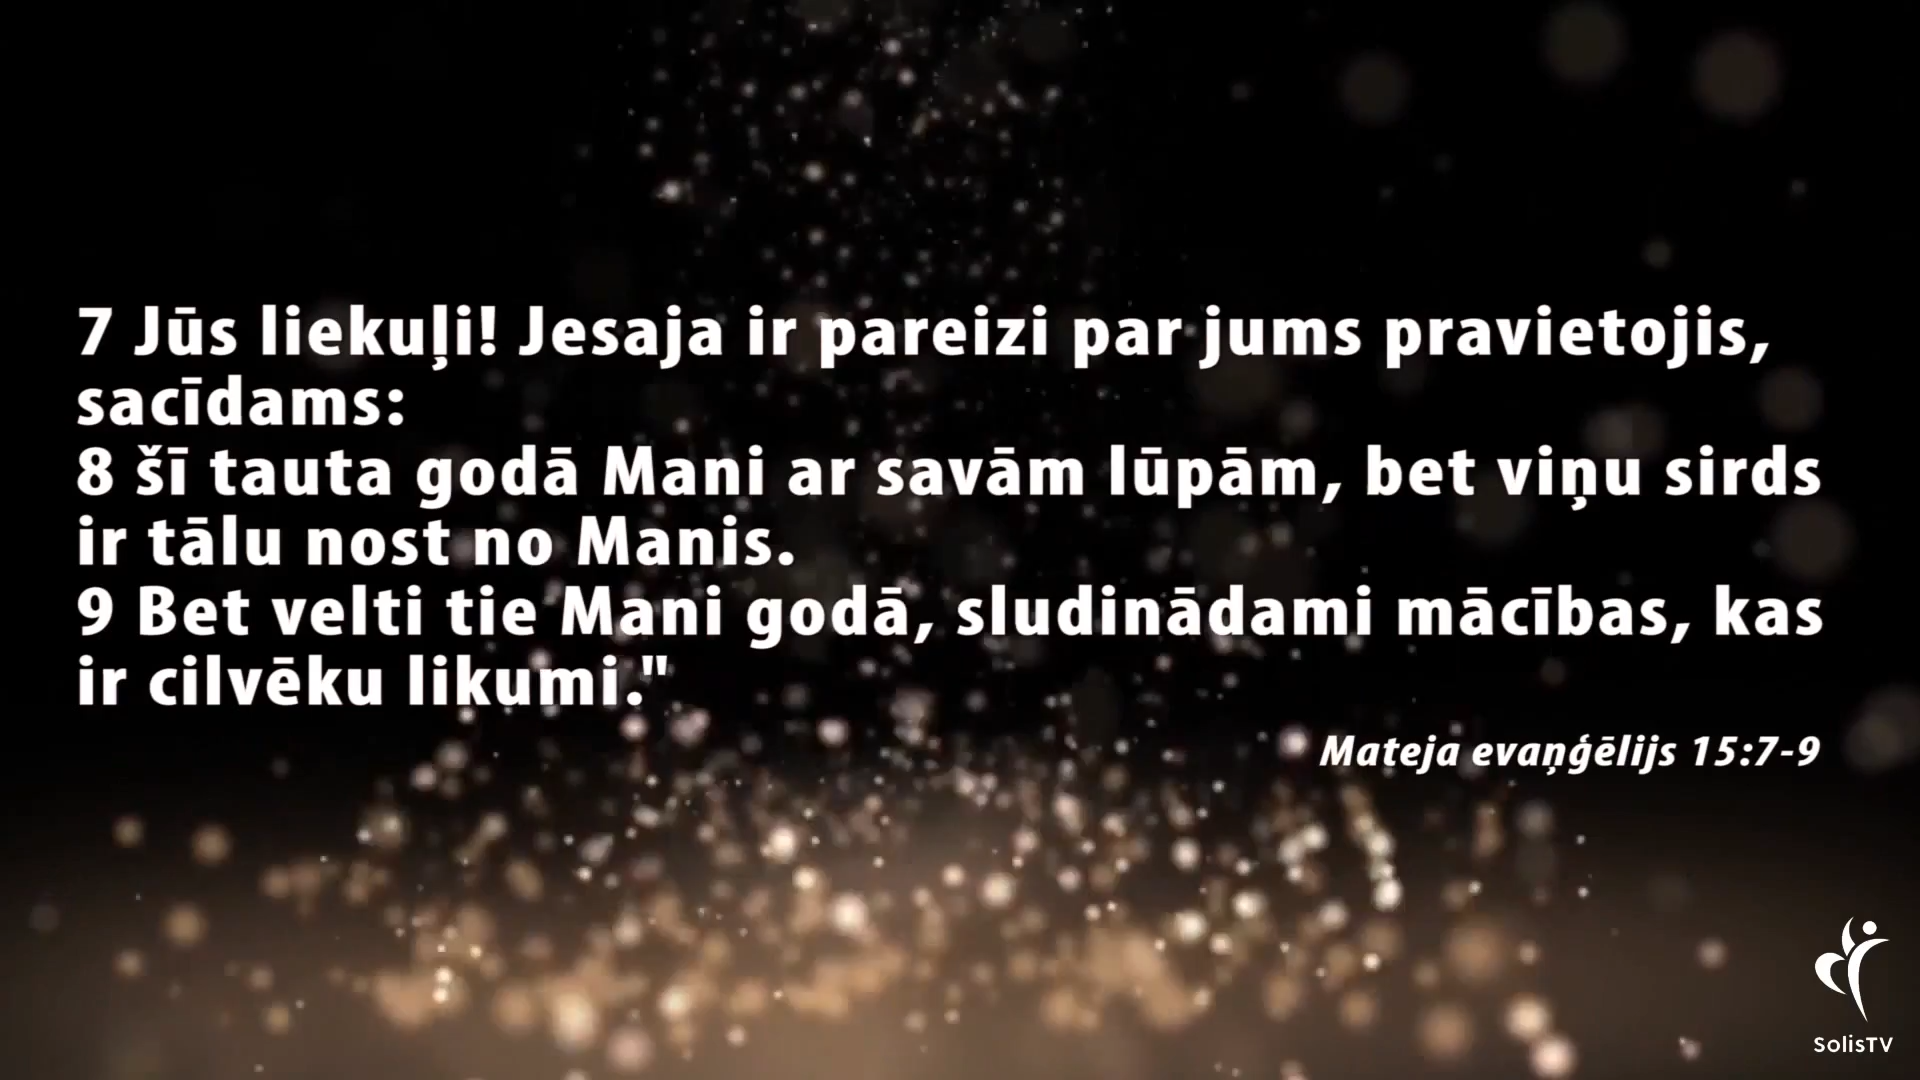 7 Jūs liekuļi! Jesaja ir pareizi par jums pravietojis,
sacīdams:
8 šī tauta godā Mani ar savām lūpām, bet viņu sirds
ir tālu nost no Manis.
9 Bet velti tie Mani godā, sludinādami mācības, kas
ir cilvēku likumi."
Mateja evaņģēlijs 15:7-9
SolisTV